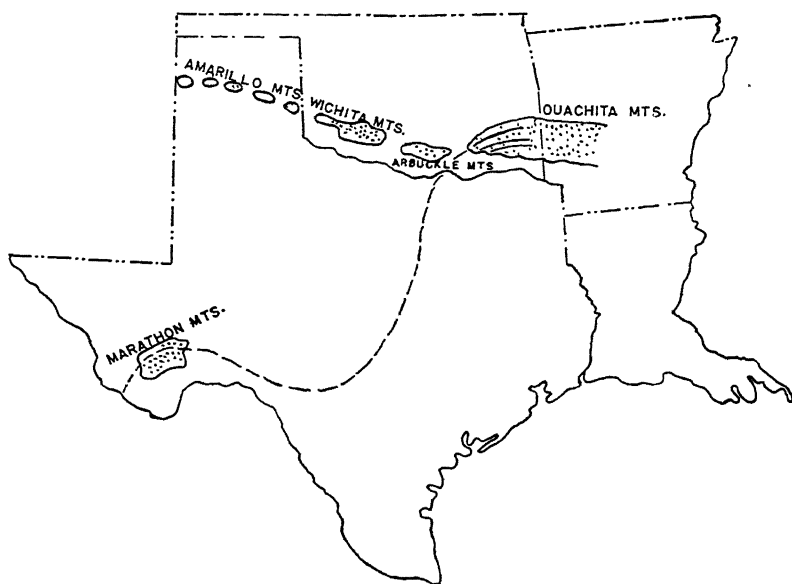 AMARILLO MTS.
WICHITA MTS.
OUACHITA MTS.
ARBUCKLE MTS
MARATHON MTS.